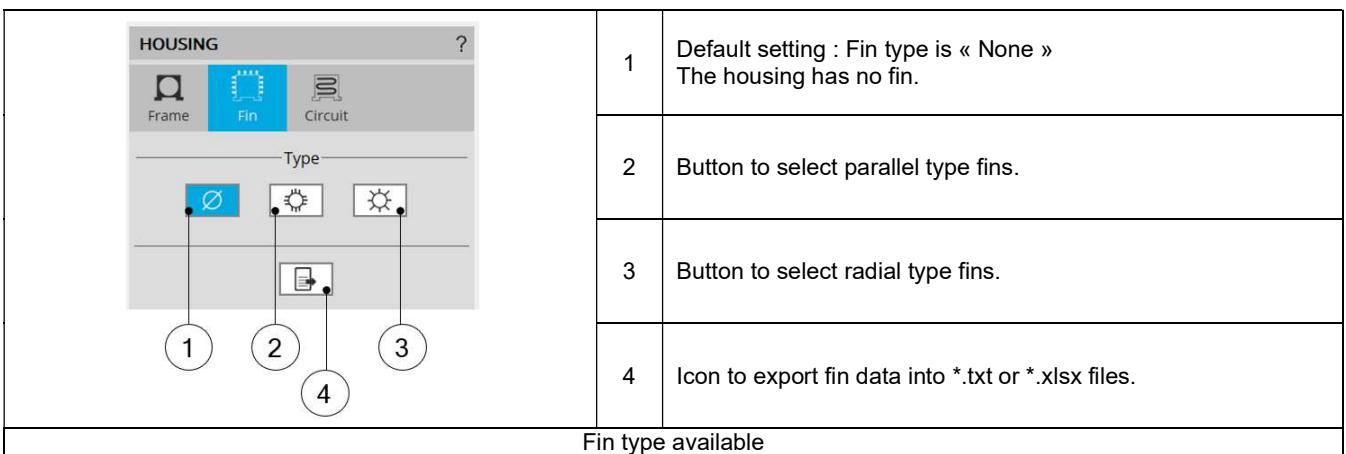 HOUSING ?
Frame Fin Circuit
Type
1 2 3
4
1 Default setting : Fin type is « None »
The housing has no fin.
2 Button to select parallel type fins.
3 Button to select radial type fins.
4 Icon to export fin data into *.txt or *.xlsx files.
Fin type available